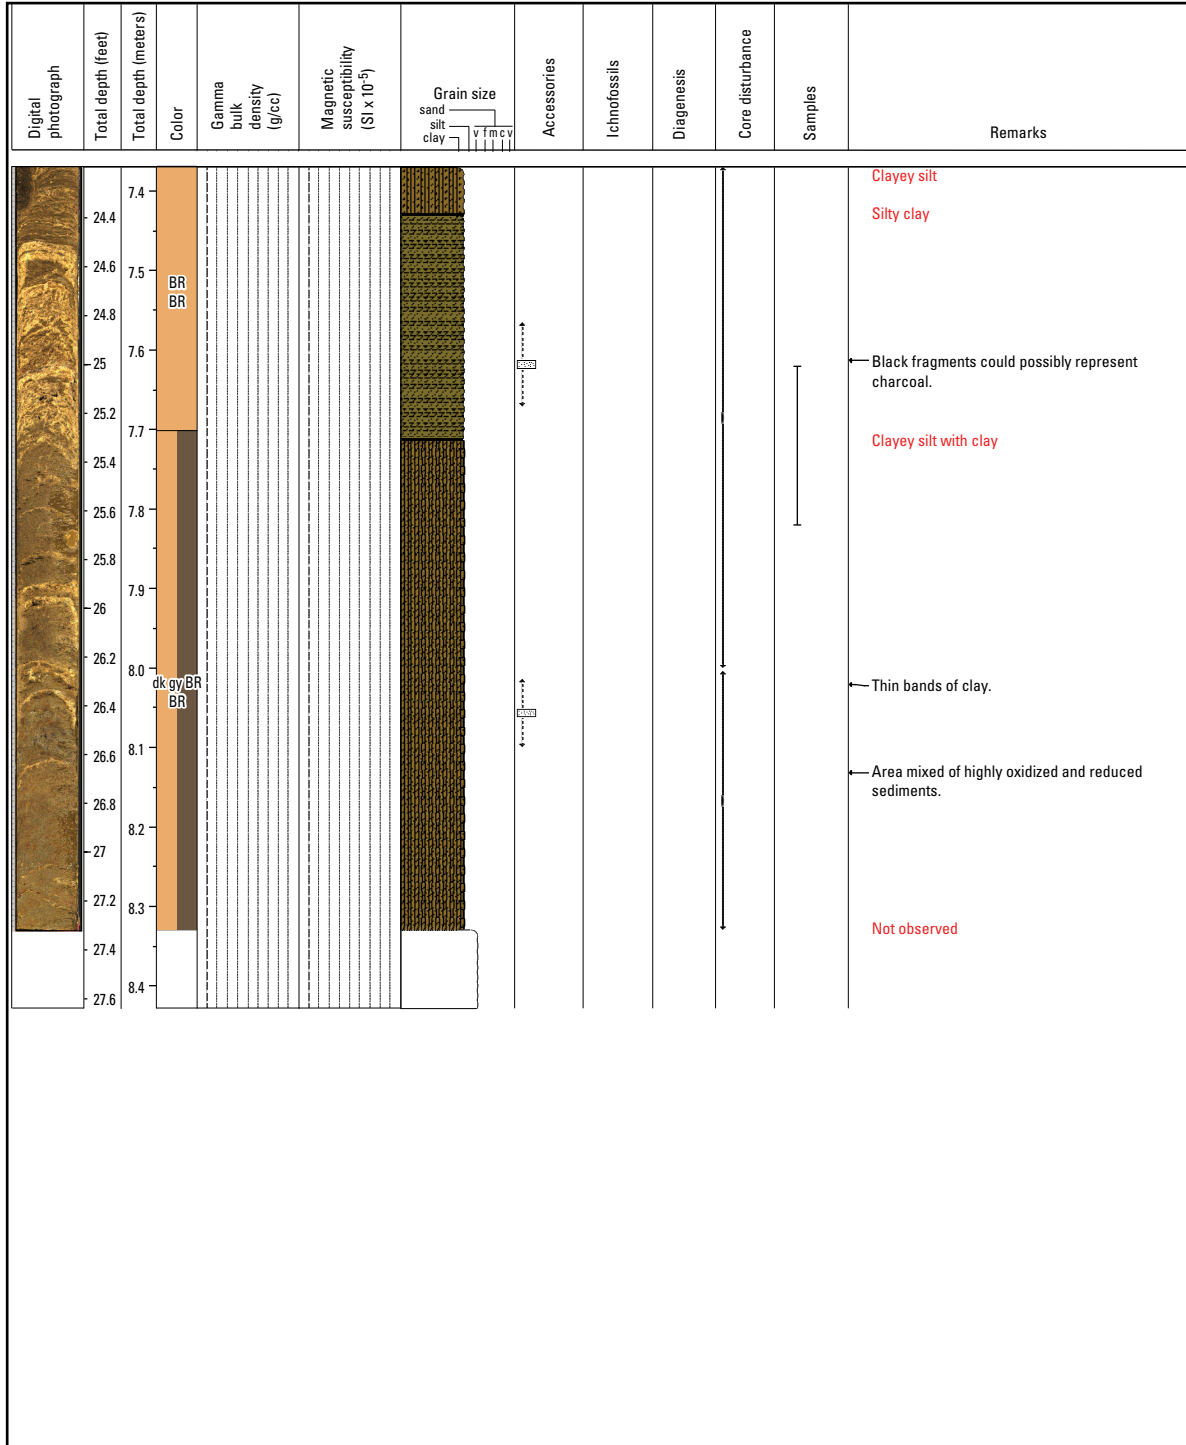 Digital
photograph
Total depth (feet)
Total depth (meters)
Color
Gamma
bulk
density
(g/cc)
Magnetic
susceptibility
(SI x 10-5)
Grain size
sand
silt
clay
v f m c v
Accessories
Ichnofossils
Diagenesis
Core disturbance
Samples
Remarks
24.4
24.6
24.8
25
25.2
25.4
25.6
25.8
26
26.2
26.4
26.6
26.8
27
27.2
27.4
27.6
7.4
7.5
7.6
7.7
7.8
7.9
8.0
8.1
8.2
8.3
8.4
BR
BR
dk gy BR
BR
Clayey silt
Silty clay
Black fragments could possibly represent
charcoal.
Clayey silt with clay
Thin bands of clay.
Area mixed of highly oxidized and reduced
sediments.
Not observed